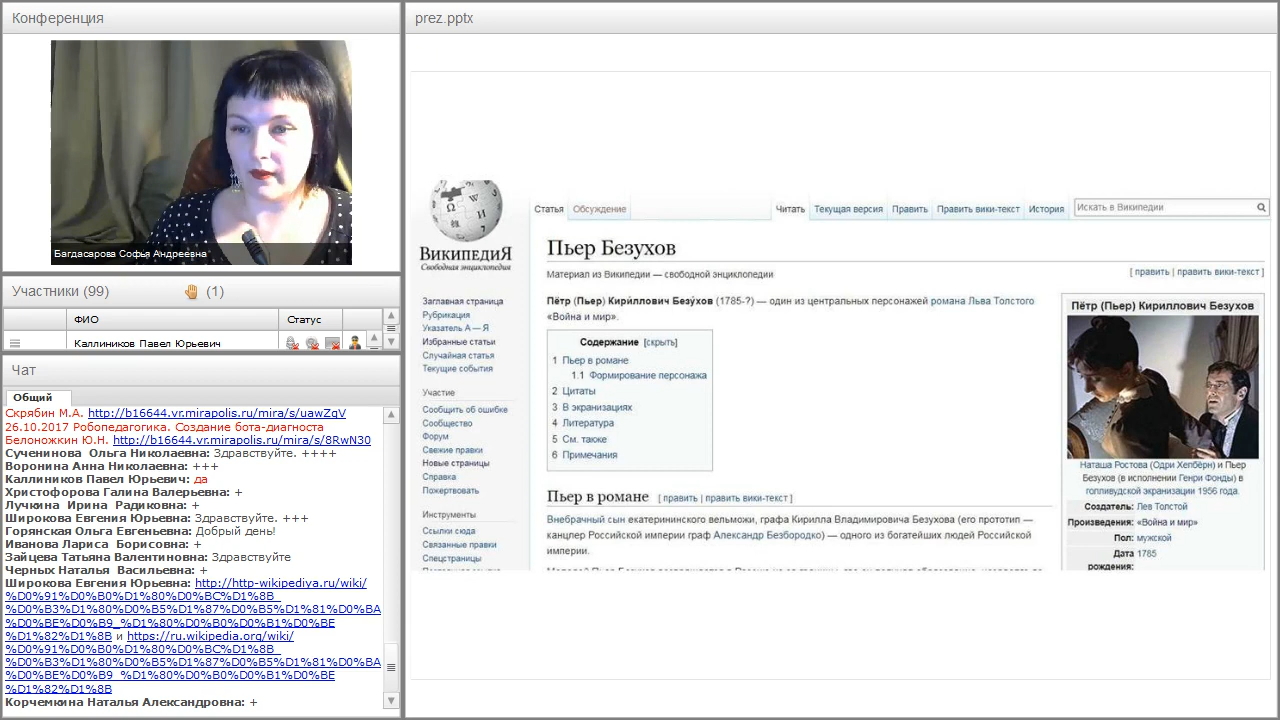 Конференция
Багдасарова Софья Андреевна
Участники (99)
(1)
ФИО
Статус
Каллиников Павел Юрьевич
Чат
Общий
Скрябин М.А. http://b16644.vr.mirapolis.ru/mira/s/uawZqV
26.10.2017 Робопедагогика. Создание бота-диагноста
Белоножкин Ю.Н. http://b16644.vr.mirapolis.ru/mira/s/8RwN30
Сученинова Ольга Николаевна: Здравствуйте. ++++
Воронина Анна Николаевна: +++
Каллиников Павел Юрьевич: да
Христофорова Галина Валерьевна: +
Лучкина Ирина Радиковна: +
Широкова Евгения Юрьевна: Здравствуйте. +++
Горянская Ольга Евгеньевна: Добрый день!
Иванова Лариса Борисовна: +
Зайцева Татьяна Валентиновна: Здравствуйте
Черных Наталья Васильевна: +
Широкова Евгения Юрьевна: http://http-wikipediya.ru/wiki/
%D0%91%D0%B0%D1%80%D0%BC%D1%8B_
%D0%B3%D1%80%D0%B5%D1%87%D0%B5%D1%81%D0%BA
%D0%BE%D0%B9_%D1%80%D0%B0%D0%B1%D0%BE
%D1%82%D1%8B и https://ru.wikipedia.org/wiki/
%D0%91%D0%B0%D1%80%D0%BC%D1%8B_
%D0%B3%D1%80%D0%B5%D1%87%D0%B5%D1%81%D0%BA
%D0%BE%D0%B9_%D1%80%D0%B0%D0%B1%D0%BE
%D1%82%D1%8B
Корчемкина Наталья Александровна: +
prez.pptx
ВикипедиЯ
Свободная энциклопедия
Заглавная страница
Рубрикация
Указатель А — Я
Избранные статьи
Случайная статья
Текущие события
Участие
Сообщить об ошибке
Сообщество
Форум
Свежие правки
Новые страницы
Справка
Пожертвовать
Инструменты
Ссылки сюда
Связанные правки
Спецстраницы
Статья Обсуждение Читать Текущая версия Править Править вики-текст История Искать в Википедии
Пьер Безухов
Материал из Википедии — свободной энциклопедии
[ править | править вики-текст ]
Пётр (Пьер) Кири́ллович Безу́хов (1785-?) — один из центральных персонажей романа Льва Толстого
«Война и мир».
Содержание [скрыть]
1 Пьер в романе
1.1 Формирование персонажа
2 Цитаты
3 В экранизациях
4 Литература
5 См. также
6 Примечания
Пьер в романе [ править | править вики-текст ]
Внебрачный сын екатерининского вельможи, графа Кирилла Владимировича Безухова (его прототип —
канцлер Российской империи граф Александр Безбородко) — одного из богатейших людей Российской
империи.
Пётр (Пьер) Кириллович Безухов
Наташа Ростова (Одри Хепбёрн) и Пьер
Безухов (в исполнении Генри Фонды) в
голливудской экранизации 1956 года.
Создатель: Лев Толстой
Произведения: «Война и мир»
Пол: мужской
Дата 1785
рождения: